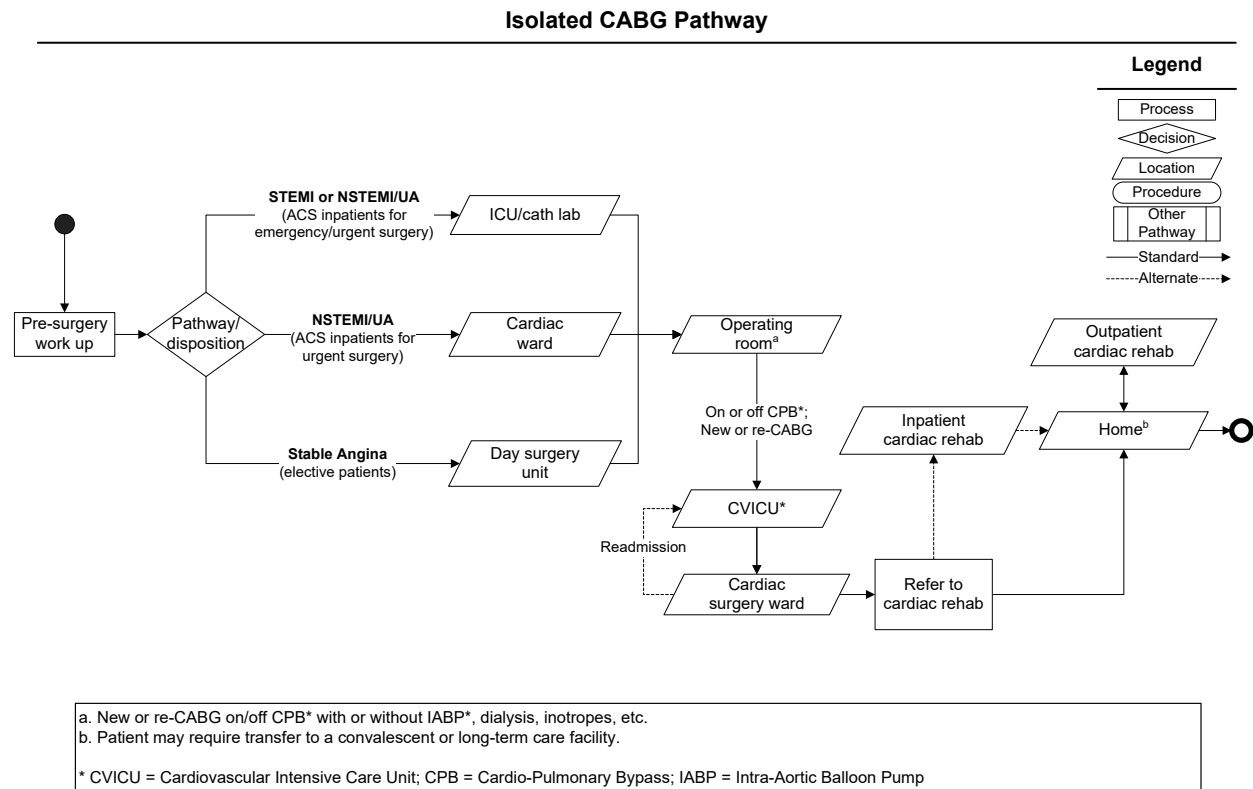 Isolated CABG Pathway
Legend
Process
Decision
Location
Procedure
Other
Pathway
Standard
Alternate
STEMI or NSTEMI/UA
(ACS inpatients for
emergency/urgent surgery)
ICU/cath lab
Pre-surgery
work up
Pathway/
disposition
NSTEMI/UA
(ACS inpatients for
urgent surgery)
Cardiac
ward
Operating
roomᵃ
Stable Angina
(elective patients)
Day surgery
unit
On or off CPB*;
New or re-CABG
CVICU*
Readmission
Cardiac
surgery ward
Refer to
cardiac rehab
Inpatient
cardiac rehab
Outpatient
cardiac rehab
Homeᵇ
a. New or re-CABG on/off CPB* with or without IABP*, dialysis, inotropes, etc.
b. Patient may require transfer to a convalescent or long-term care facility.
* CVICU = Cardiovascular Intensive Care Unit; CPB = Cardio-Pulmonary Bypass; IABP = Intra-Aortic Balloon Pump